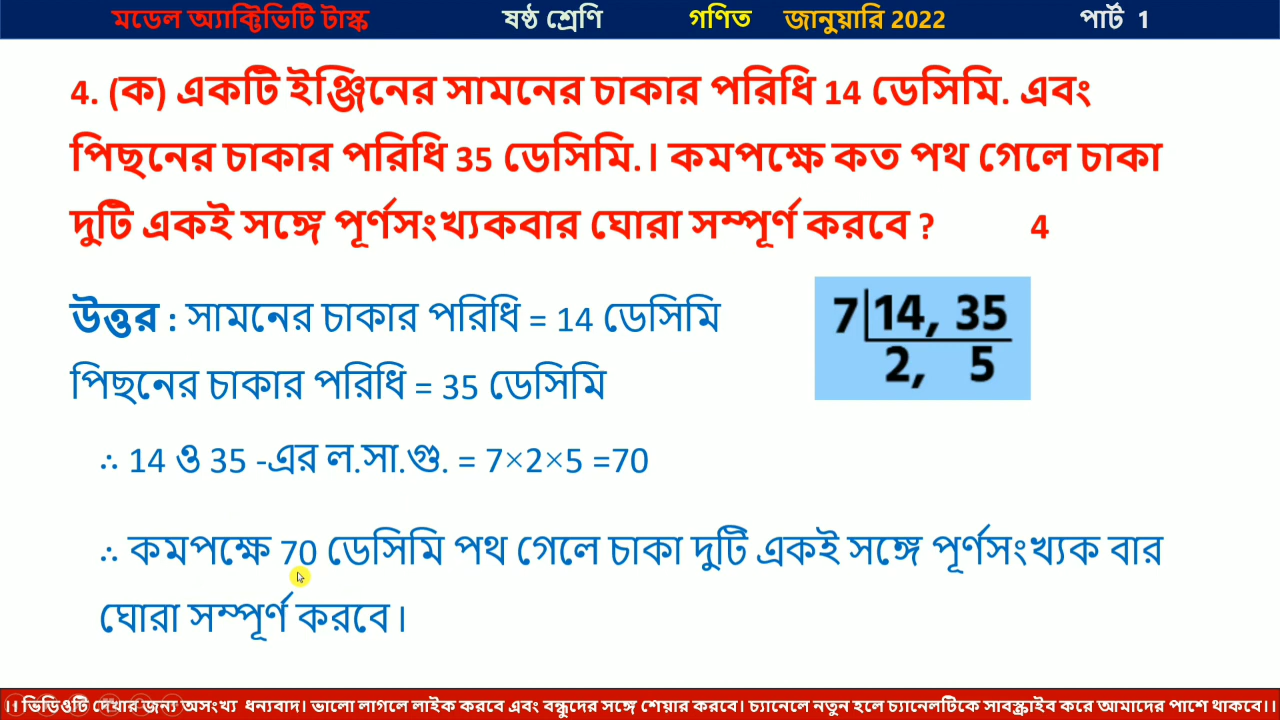 মডেল অ্যাক্টিভিটি টাস্ক ষষ্ঠ শ্রেণি গণিত জানুয়ারি 2022 পার্ট 1
4. (ক) একটি ইঞ্জিনের সামনের চাকার পরিধি 14 ডেসিমি. এবং
পিছনের চাকার পরিধি 35 ডেসিমি.। কমপক্ষে কত পথ গেলে চাকা
দুটি একই সঙ্গে পূর্ণসংখ্যকবার ঘোরা সম্পূর্ণ করবে ? 4
উত্তর : সামনের চাকার পরিধি = 14 ডেসিমি
পিছনের চাকার পরিধি = 35 ডেসিমি
7 14, 35
2, 5
∴ 14 ও 35 -এর ল.সা.গু. = 7×2×5 =70
∴ কমপক্ষে 70 ডেসিমি পথ গেলে চাকা দুটি একই সঙ্গে পূর্ণসংখ্যক বার
ঘোরা সম্পূর্ণ করবে।
।। ভিডিওটি দেখার জন্য অসংখ্য ধন্যবাদ। ভালো লাগলে লাইক করবে এবং বন্ধুদের সঙ্গে শেয়ার করবে। চ্যানেলে নতুন হলে চ্যানেলটিকে সাবস্ক্রাইব করে আমাদের পাশে থাকবে।।